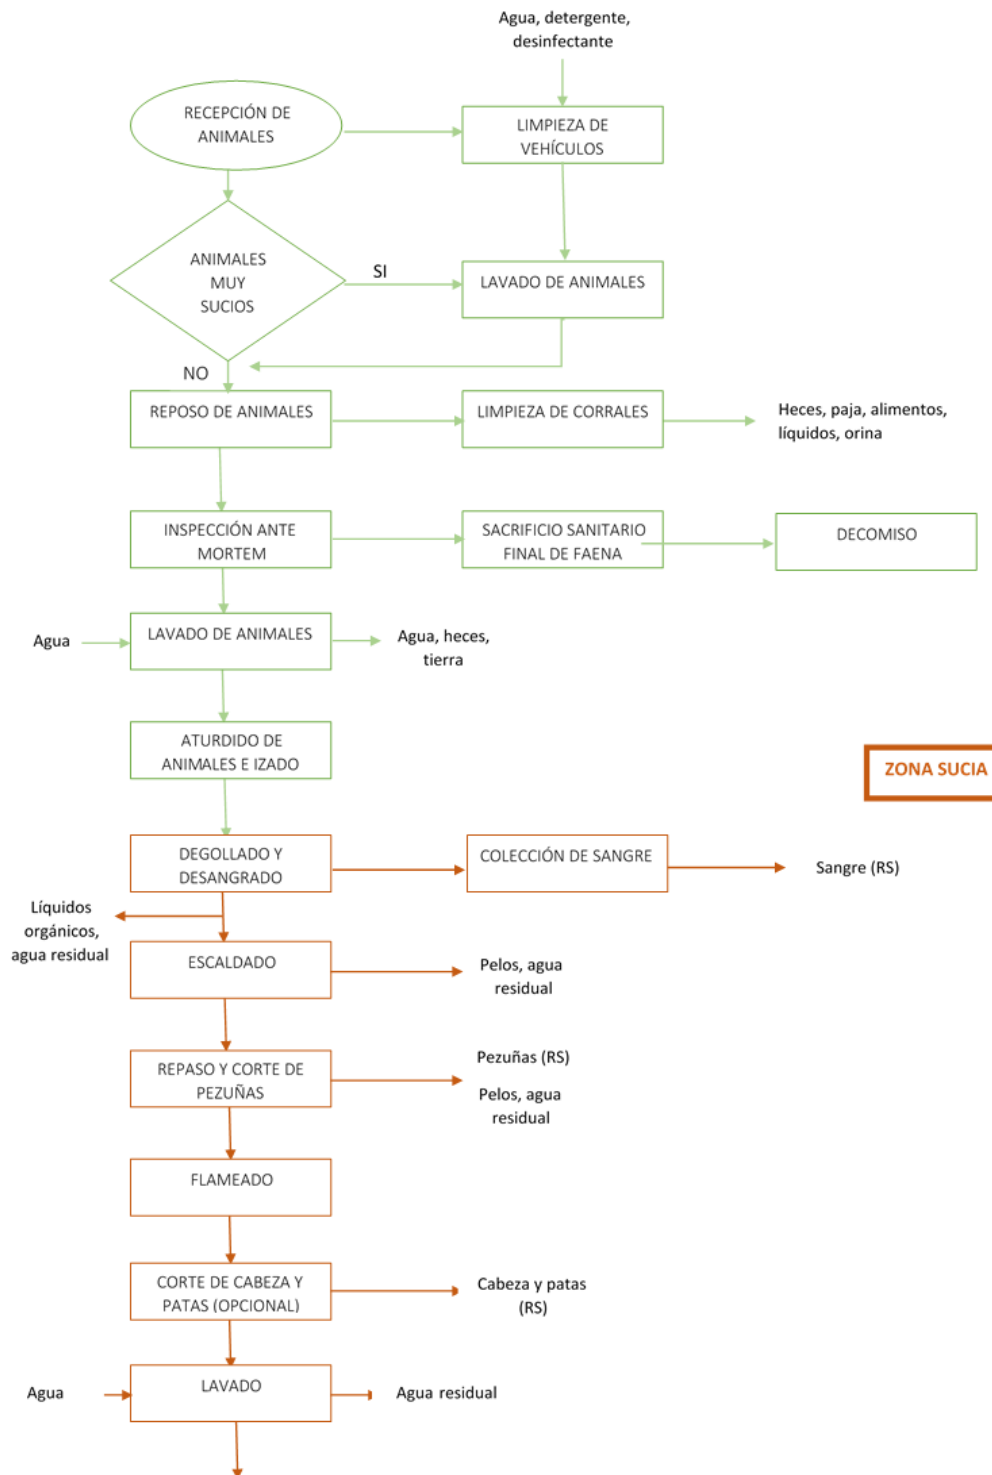 Agua, detergente,
desinfectante
RECEPCIÓN DE
ANIMALES
LIMPIEZA DE
VEHÍCULOS
ANIMALES
MUY
SUCIOS
SI
LAVADO DE ANIMALES
NO
REPOSO DE ANIMALES
LIMPIEZA DE CORRALES
Heces, paja, alimentos,
líquidos, orina
INSPECCIÓN ANTE
MORTEM
SACRIFICIO SANITARIO
FINAL DE FAENA
DECOMISO
Agua
LAVADO DE ANIMALES
Agua, heces,
tierra
ATURDIDO DE
ANIMALES E IZADO
ZONA SUCIA
DEGOLLADO Y
DESANGRADO
COLECCIÓN DE SANGRE
Sangre (RS)
Líquidos
orgánicos,
agua residual
ESCALDADO
Pelos, agua
residual
REPASO Y CORTE DE
PEZUÑAS
Pezuñas (RS)
Pelos, agua
residual
FLAMEADO
CORTE DE CABEZA Y
PATAS (OPCIONAL)
Cabeza y patas
(RS)
Agua
LAVADO
Agua residual